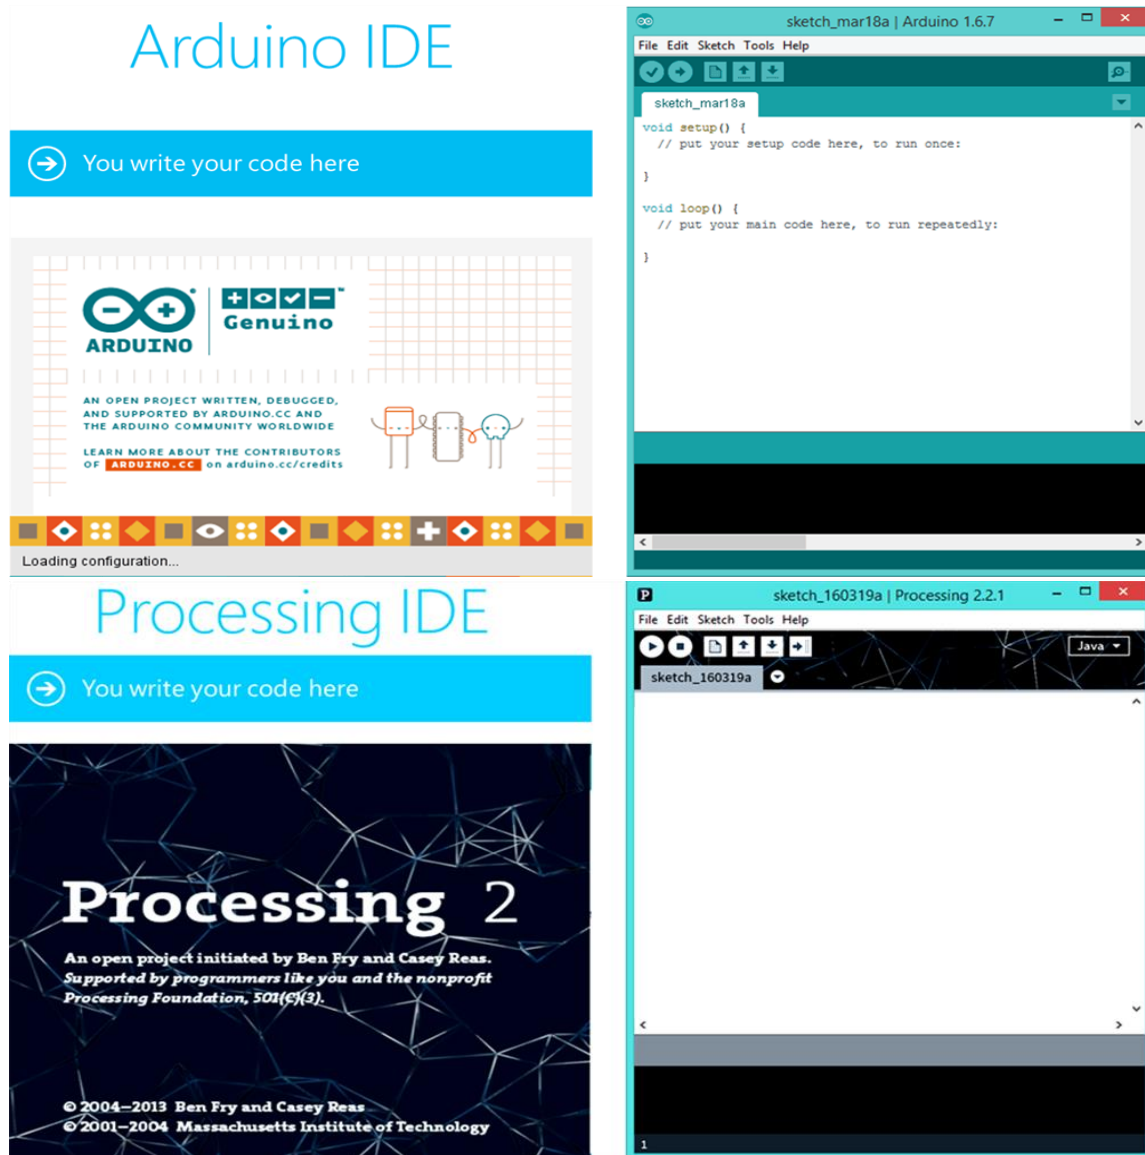 Arduino IDE
You write your code here
ARDUINO
Genuino
AN OPEN PROJECT WRITTEN, DEBUGGED,
AND SUPPORTED BY ARDUINO.CC AND
THE ARDUINO COMMUNITY WORLDWIDE
LEARN MORE ABOUT THE CONTRIBUTORS
OF ARDUINO.CC on arduino.cc/credits
Loading configuration...
sketch_mar18a | Arduino 1.6.7
File Edit Sketch Tools Help
sketch_mar18a
void setup() {
// put your setup code here, to run once:
}
void loop() {
// put your main code here, to run repeatedly:
}
Processing IDE
You write your code here
Processing 2
An open project initiated by Ben Fry and Casey Reas.
Supported by programmers like you and the nonprofit
Processing Foundation, 501(C)(3).
© 2004–2013 Ben Fry and Casey Reas
© 2001–2004 Massachusetts Institute of Technology
P
sketch_160319a | Processing 2.2.1
File Edit Sketch Tools Help
Java
sketch_160319a
1